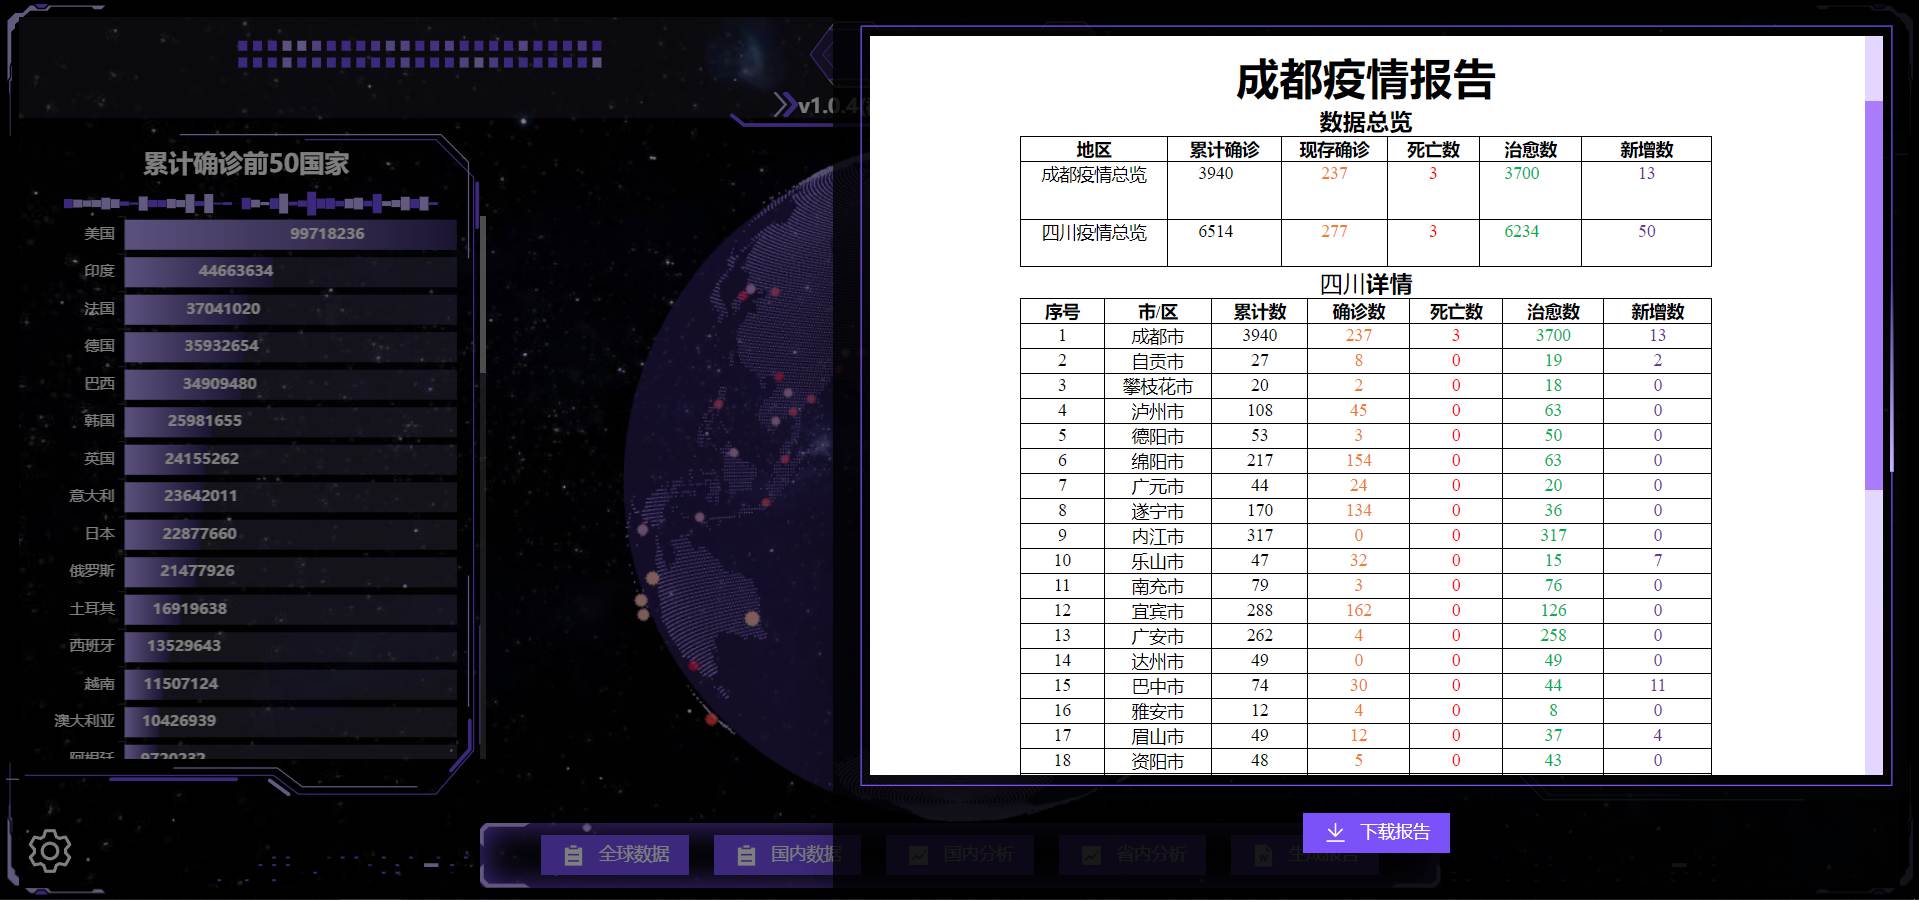 v1.0.4
累计确诊前50国家
美国 99718236
印度 44663634
法国 37041020
德国 35932654
巴西 34909480
韩国 25981655
英国 24155262
意大利 23642011
日本 22877660
俄罗斯 21477926
土耳其 16919638
西班牙 13529643
越南 11507124
澳大利亚 10426939
阿根廷 9720232
成都疫情报告
数据总览
地区 累计确诊 现存确诊 死亡数 治愈数 新增数
成都疫情总览 3940 237 3 3700 13
四川疫情总览 6514 277 3 6234 50
四川详情
序号 市/区 累计数 确诊数 死亡数 治愈数 新增数
1 成都市 3940 237 3 3700 13
2 自贡市 27 8 0 19 2
3 攀枝花市 20 2 0 18 0
4 泸州市 108 45 0 63 0
5 德阳市 53 3 0 50 0
6 绵阳市 217 154 0 63 0
7 广元市 44 24 0 20 0
8 遂宁市 170 134 0 36 0
9 内江市 317 0 0 317 0
10 乐山市 47 32 0 15 7
11 南充市 79 3 0 76 0
12 宜宾市 288 162 0 126 0
13 广安市 262 4 0 258 0
14 达州市 49 0 0 49 0
15 巴中市 74 30 0 44 11
16 雅安市 12 4 0 8 0
17 眉山市 49 12 0 37 4
18 资阳市 48 5 0 43 0
下载报告
全球数据 国内数据 国内分析 省内分析 生成报告